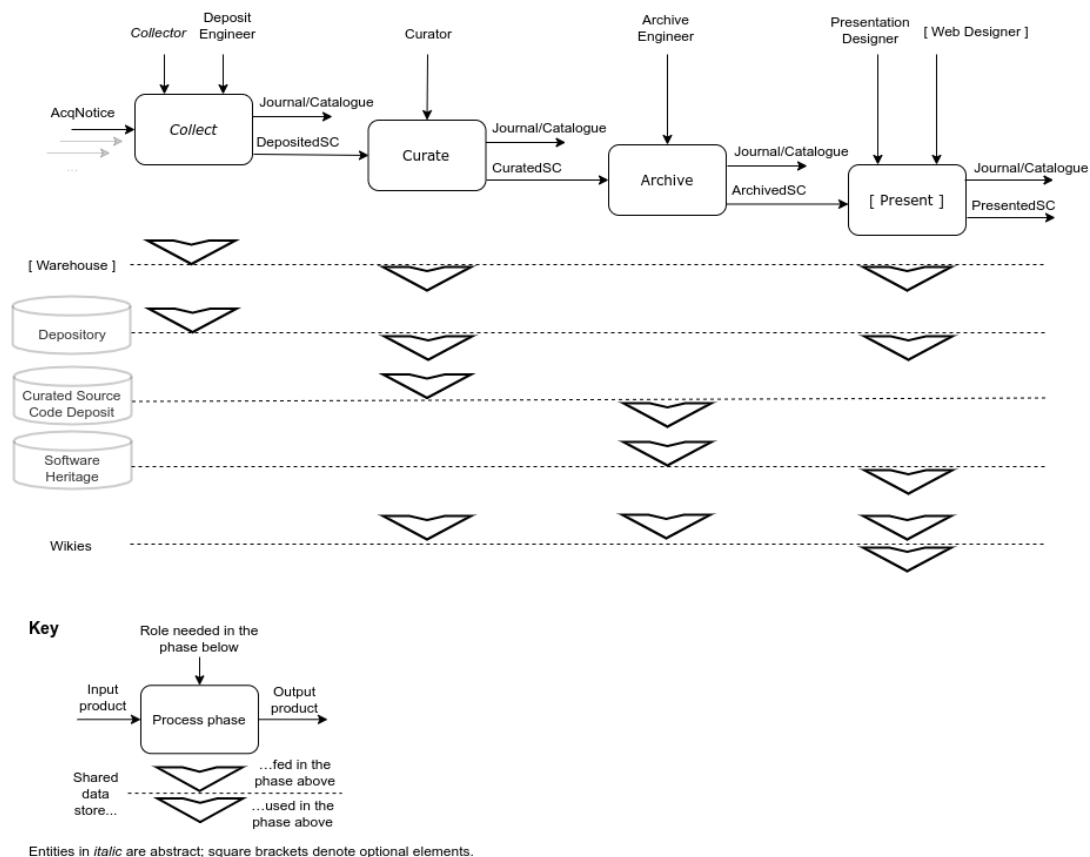 Collector
Deposit
Engineer
Curator
Archive
Engineer
Presentation
Designer
[ Web Designer ]
AcqNotice
...
Collect
Journal/Catalogue
DepositedSC
Curate
Journal/Catalogue
CuratedSC
Archive
Journal/Catalogue
ArchivedSC
[ Present ]
Journal/Catalogue
PresentedSC
[ Warehouse ]
Depository
Curated Source
Code Deposit
Software
Heritage
Wikies
Key
Role needed in the
phase below
Input
product
Process phase
Output
product
Shared
data
store...
...fed in the
phase above
...used in the
phase above
Entities in italic are abstract; square brackets denote optional elements.